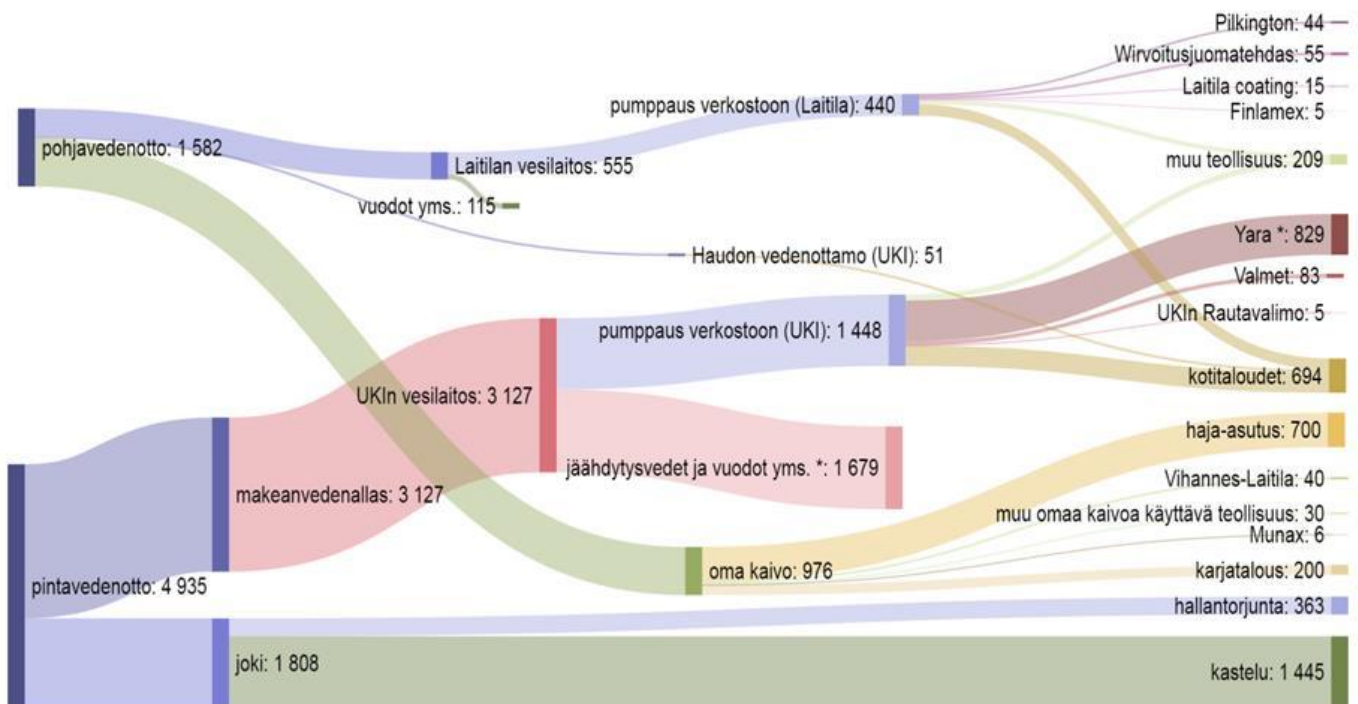 Pilkington: 44
Wirvoitusjuomatehdas: 55
Laitila coating: 15
Finlamex: 5
pumppaus verkostoon (Laitila): 440
pohjavedenotto: 1 582
muu teollisuus: 209
Laitilan vesilaitos: 555
vuodot yms.: 115
Yara *: 829
Haudon vedenottamo (UKI): 51
Valmet: 83
UKIn Rautavalimo: 5
pumppaus verkostoon (UKI): 1 448
kotitaloudet: 694
UKIn vesilaitos: 3 127
haja-asutus: 700
jäähdytysvedet ja vuodot yms. *: 1 679
Vihannes-Laitila: 40
makeanvedenallas: 3 127
muu omaa kaivoa käyttävä teollisuus: 30
Munax: 6
oma kaivo: 976
karjatalous: 200
pintavedenotto: 4 935
hallantorjunta: 363
joki: 1 808
kastelu: 1 445